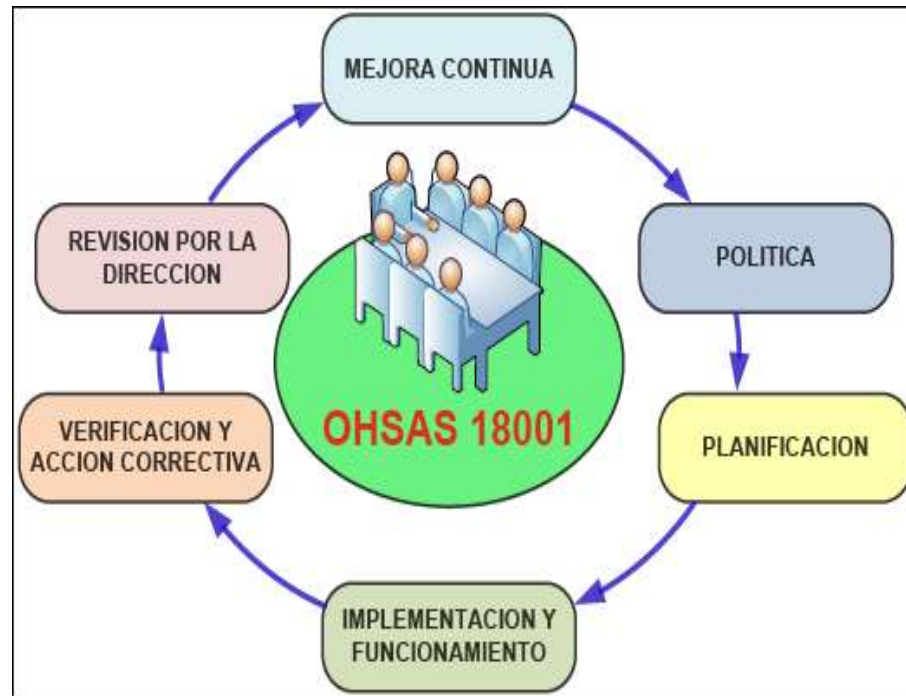 MEJORA CONTINUA
POLITICA
PLANIFICACION
IMPLEMENTACION Y
FUNCIONAMIENTO
VERIFICACION Y
ACCION CORRECTIVA
REVISION POR LA
DIRECCION
OHSAS 18001